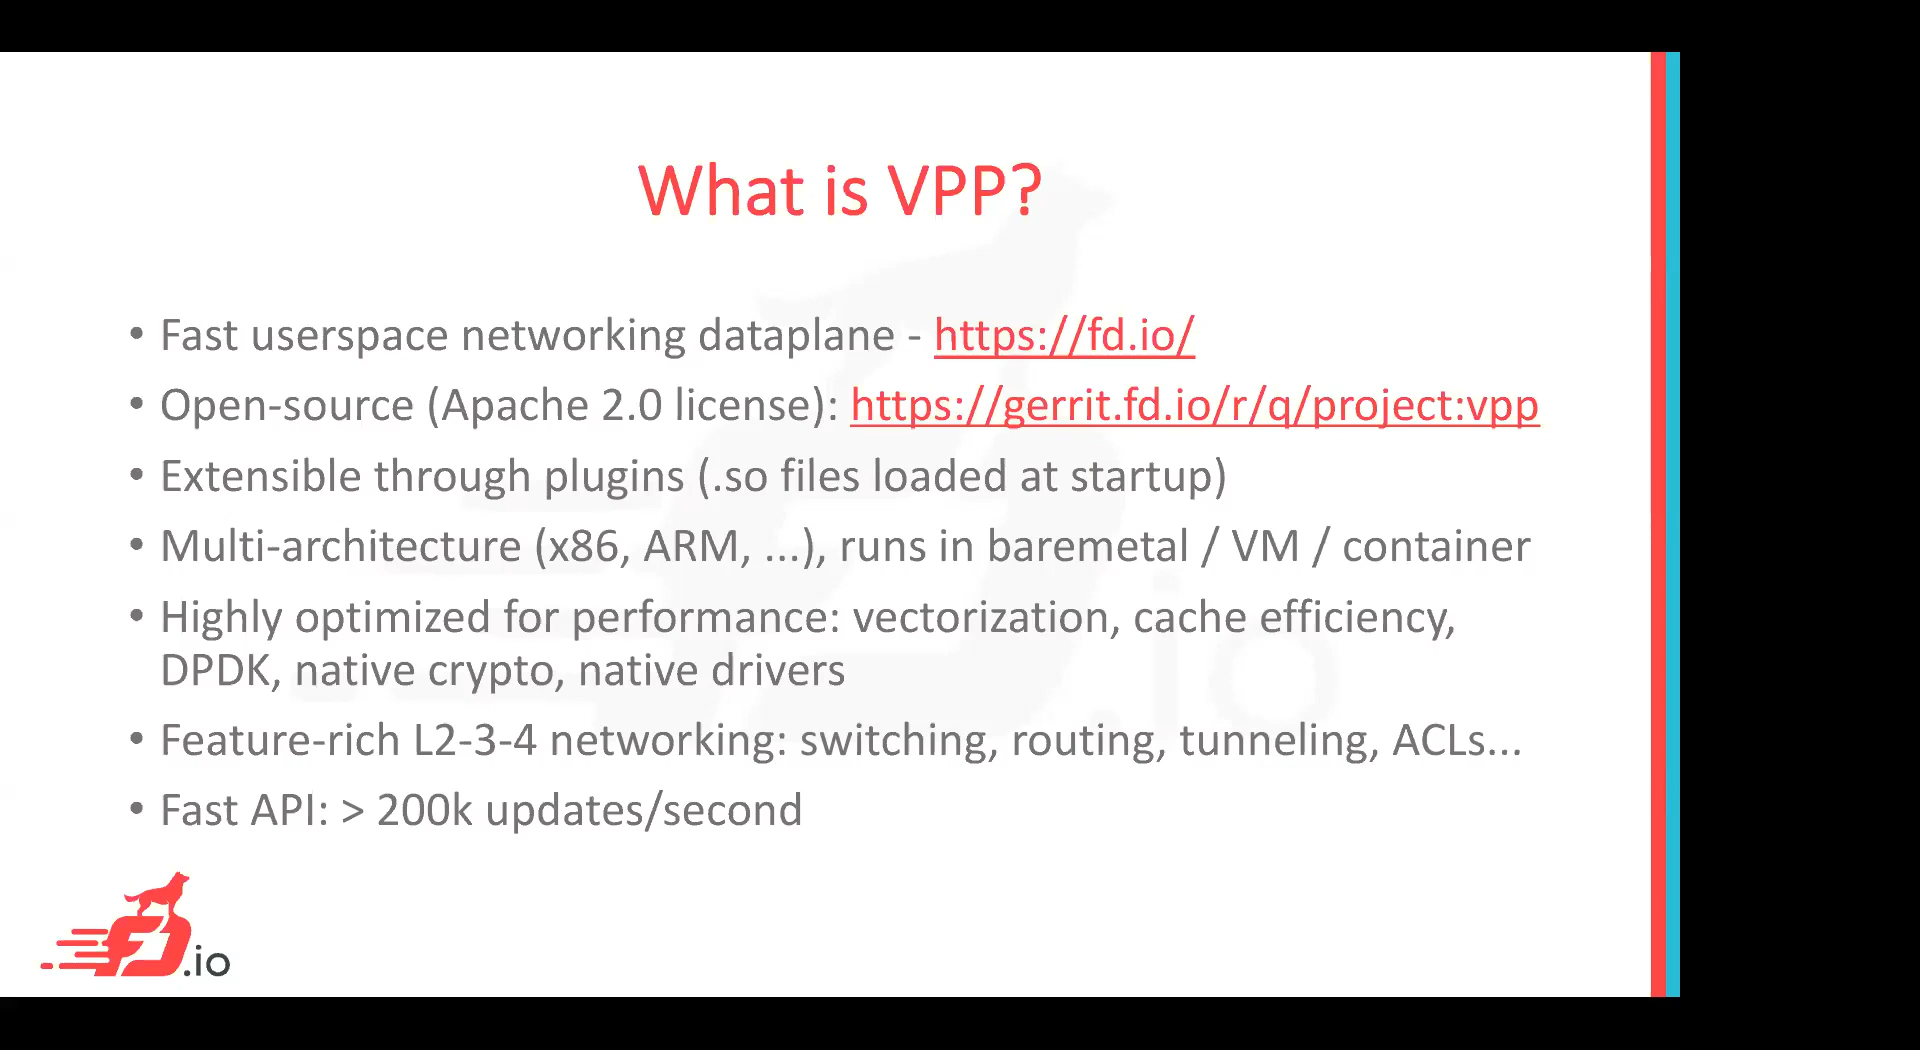 What is VPP?
• Fast userspace networking dataplane - https://fd.io/
• Open-source (Apache 2.0 license): https://gerrit.fd.io/r/q/project:vpp
• Extensible through plugins (.so files loaded at startup)
• Multi-architecture (x86, ARM, ...), runs in baremetal / VM / container
• Highly optimized for performance: vectorization, cache efficiency,
DPDK, native crypto, native drivers
• Feature-rich L2-3-4 networking: switching, routing, tunneling, ACLs...
• Fast API: > 200k updates/second
FD.io